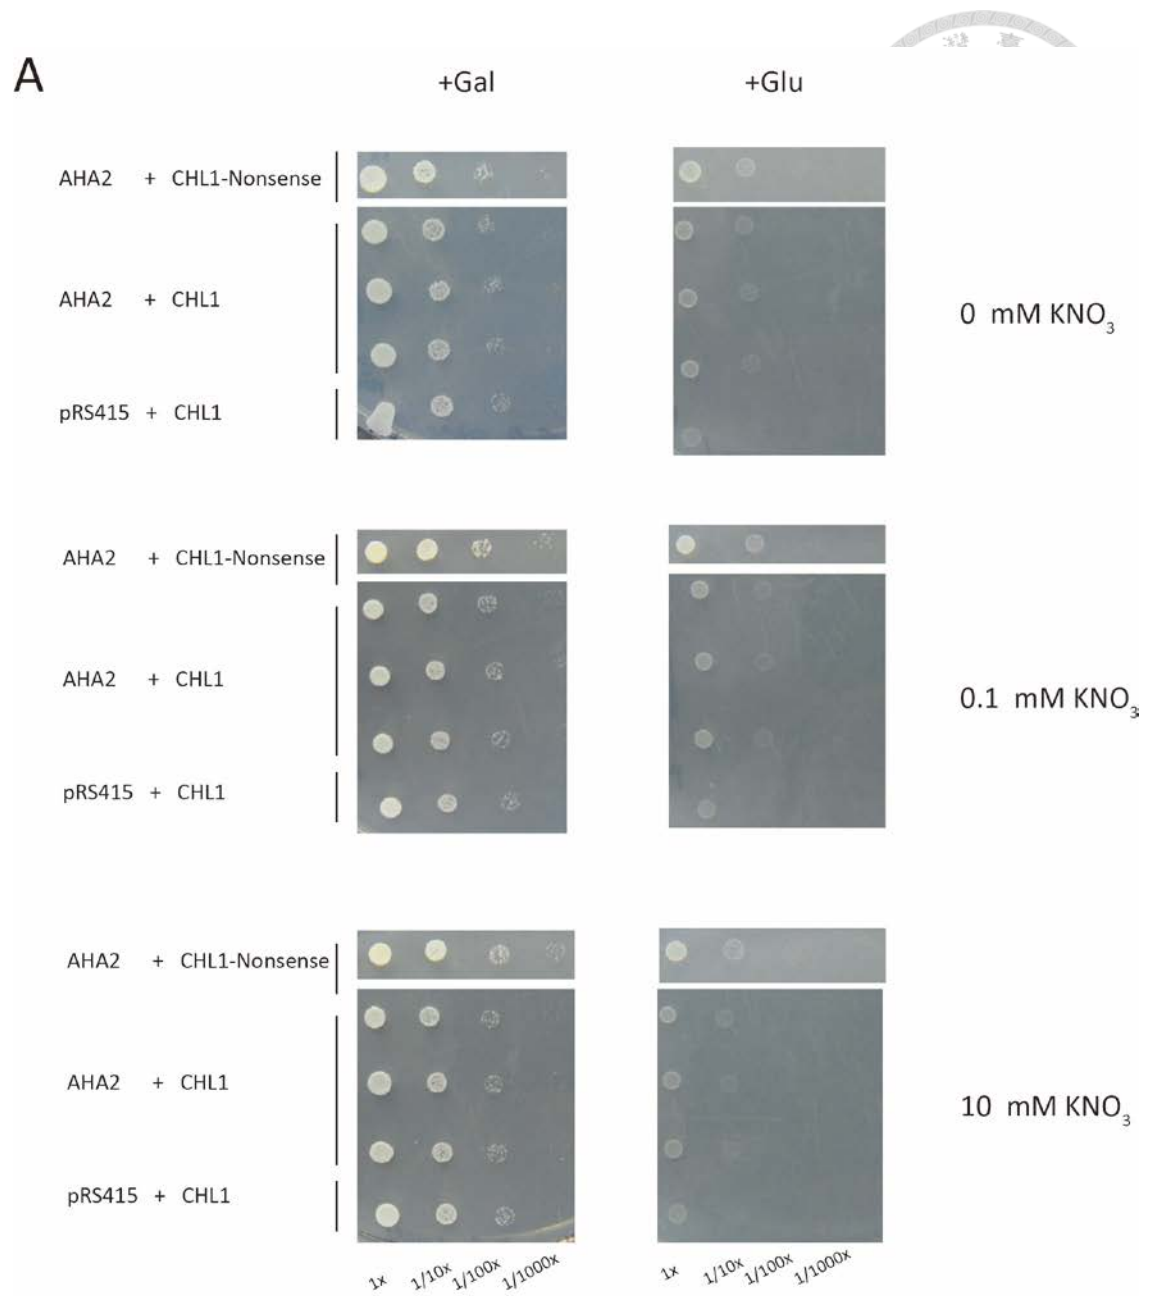 A
+Gal +Glu
AHA2 + CHL1-Nonsense
AHA2 + CHL1
0 mM KNO3
pRS415 + CHL1
AHA2 + CHL1-Nonsense
AHA2 + CHL1
0.1 mM KNO3
pRS415 + CHL1
AHA2 + CHL1-Nonsense
AHA2 + CHL1
10 mM KNO3
pRS415 + CHL1
1x 1/10x 1/100x 1/1000x 1x 1/10x 1/100x 1/1000x